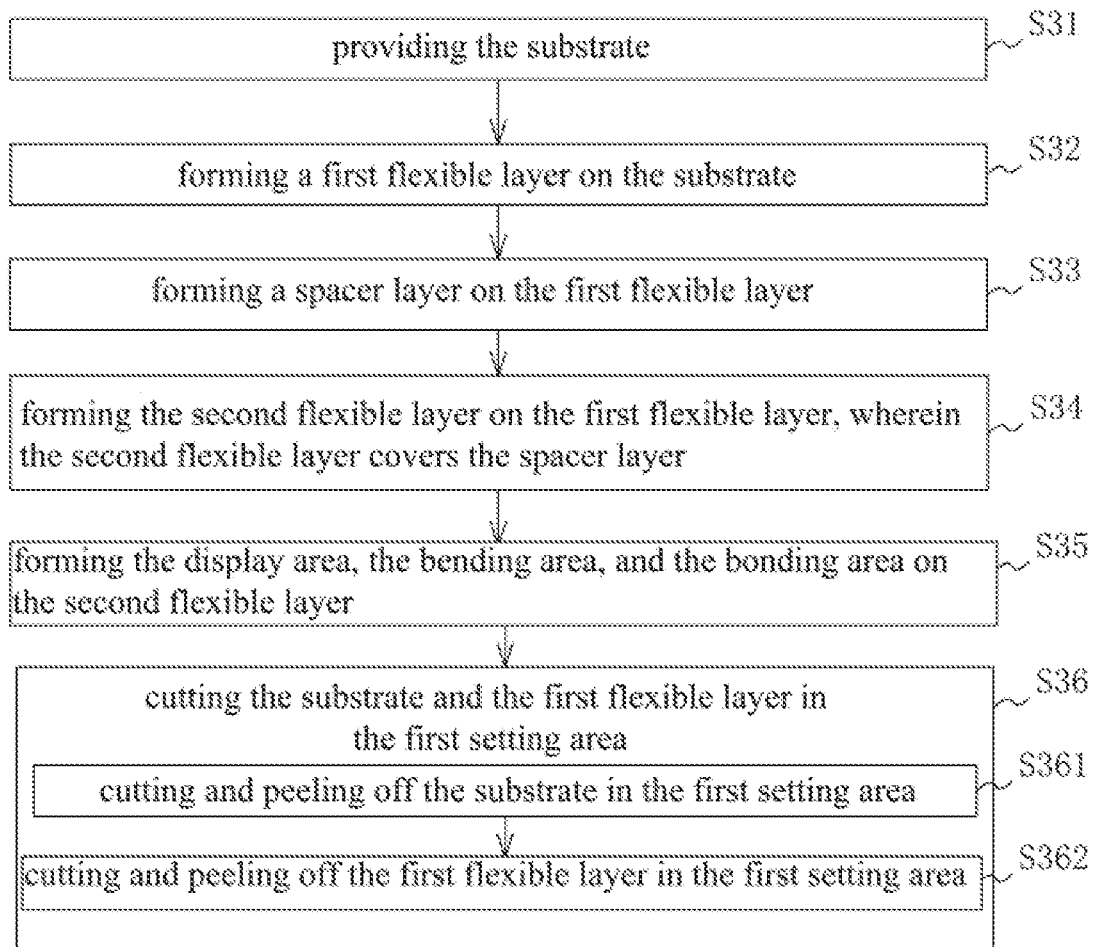 providing the substrate
S31
forming a first flexible layer on the substrate
S32
forming a spacer layer on the first flexible layer
S33
forming the second flexible layer on the first flexible layer, wherein
the second flexible layer covers the spacer layer
S34
forming the display area, the bending area, and the bonding area on
the second flexible layer
S35
cutting the substrate and the first flexible layer in
the first setting area
S36
cutting and peeling off the substrate in the first setting area
S361
cutting and peeling off the first flexible layer in the first setting area
S362